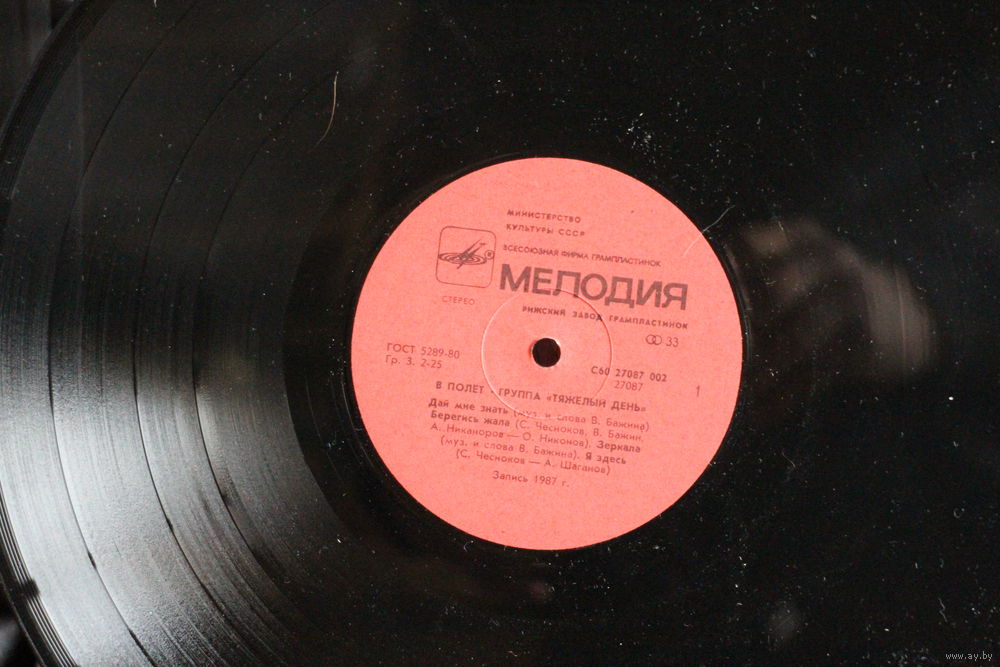 МИНИСТЕРСТВО
КУЛЬТУРЫ СССР
ВСЕСОЮЗНАЯ ФИРМА ГРАМПЛАСТИНОК
МЕЛОДИЯ
®
СТЕРЕО
РИЖСКИЙ ЗАВОД ГРАМПЛАСТИНОК
33
ГОСТ 5289-80
Гр. 3. 2-25
С60 27087 002
27087
1
В ПОЛЕТ · ГРУППА «ТЯЖЕЛЫЙ ДЕНЬ»
Дай мне знать (муз. и слова В. Бажина)
Берегись жала (С. Чесноков, В. Бажин,
А. Никаноров — О. Никонов). Зеркала
(муз. и слова В. Бажина). Я здесь
(С. Чесноков — А. Шаганов)
Запись 1987 г.
www.ay.by